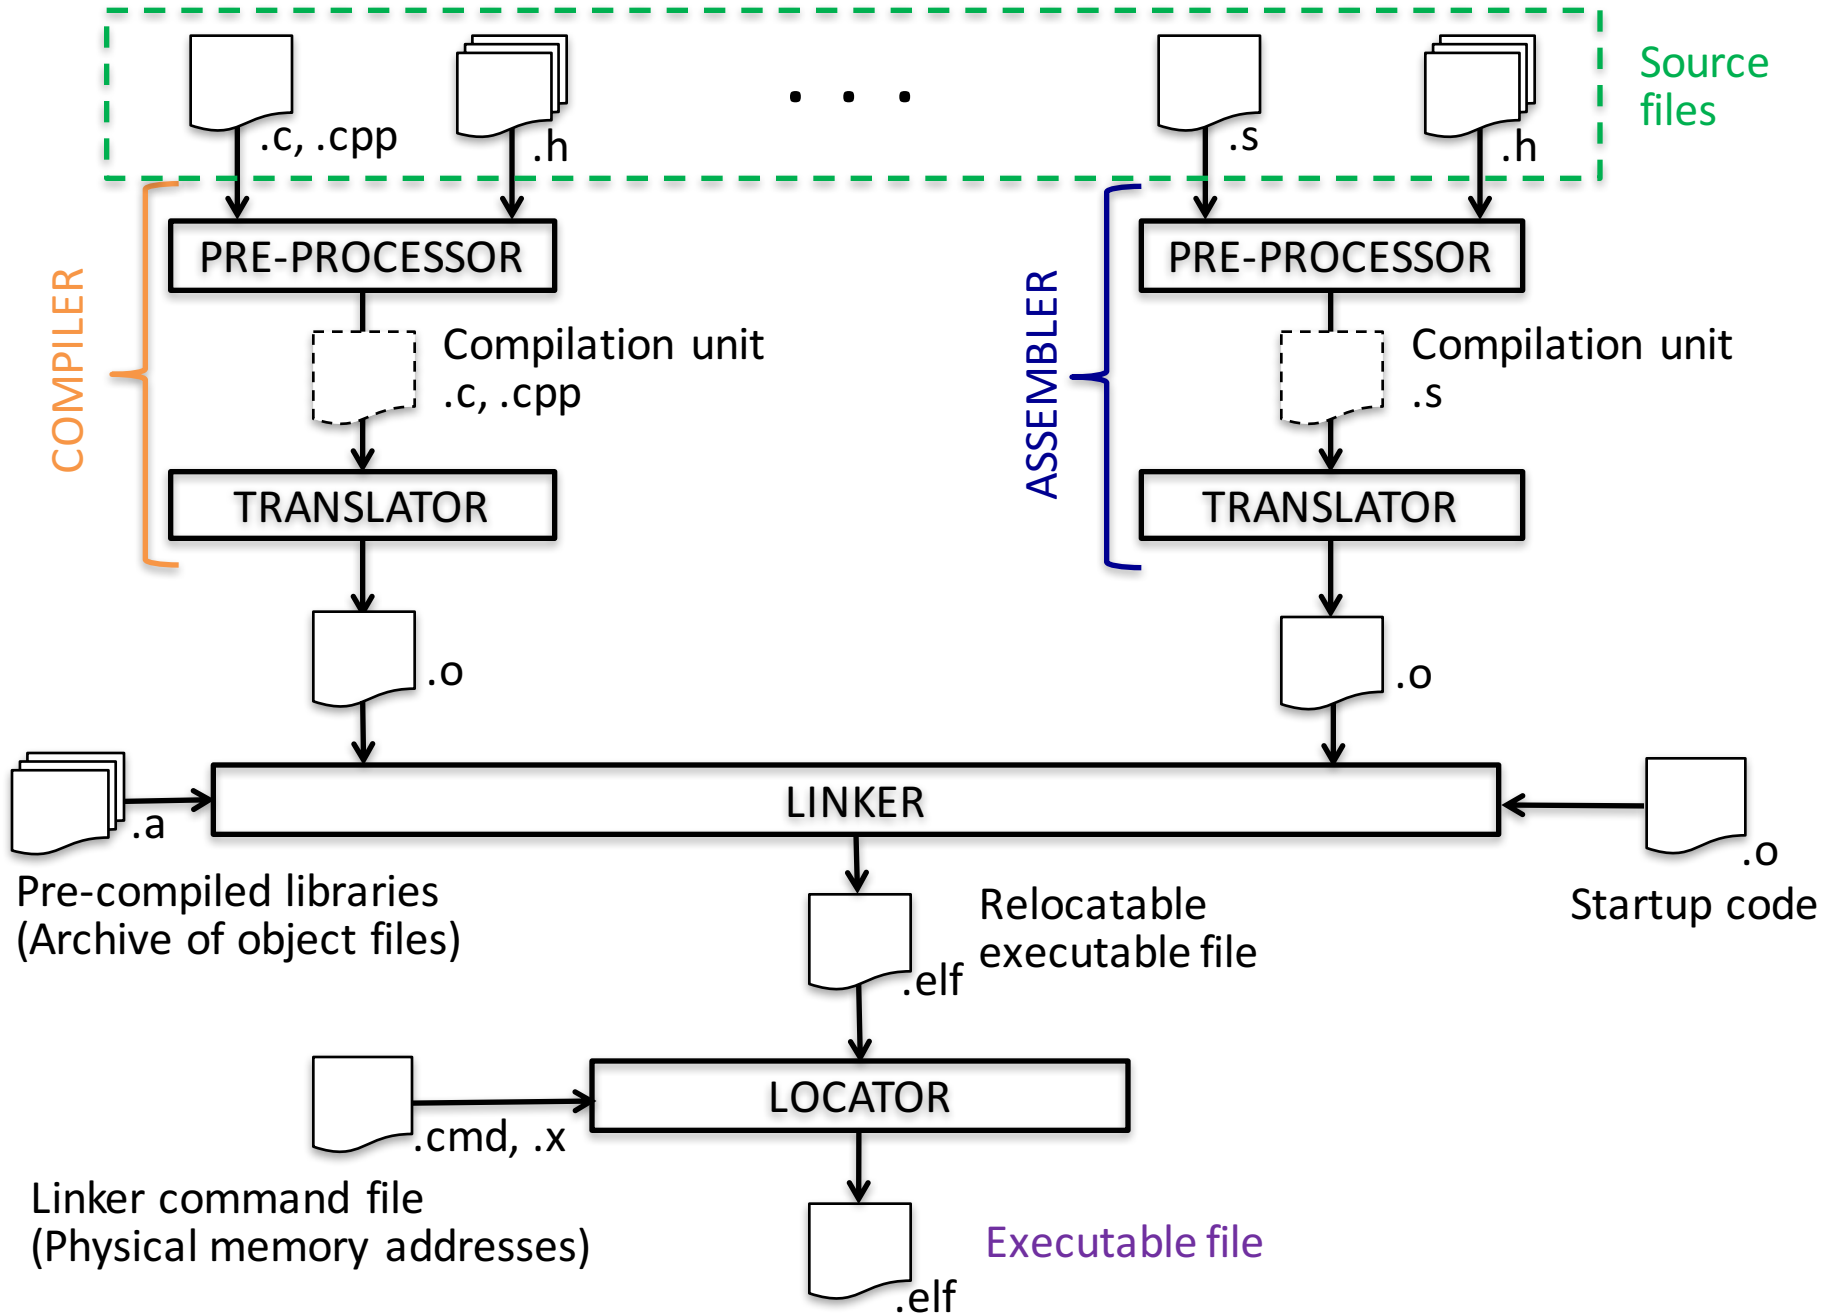 Source
files
.c, .cpp
.h
. . .
.s
.h
COMPILER
PRE-PROCESSOR
Compilation unit
.c, .cpp
TRANSLATOR
.o
ASSEMBLER
PRE-PROCESSOR
Compilation unit
.s
TRANSLATOR
.o
.a
Pre-compiled libraries
(Archive of object files)
LINKER
.o
Startup code
Relocatable
executable file
.elf
LOCATOR
.cmd, .x
Linker command file
(Physical memory addresses)
Executable file
.elf